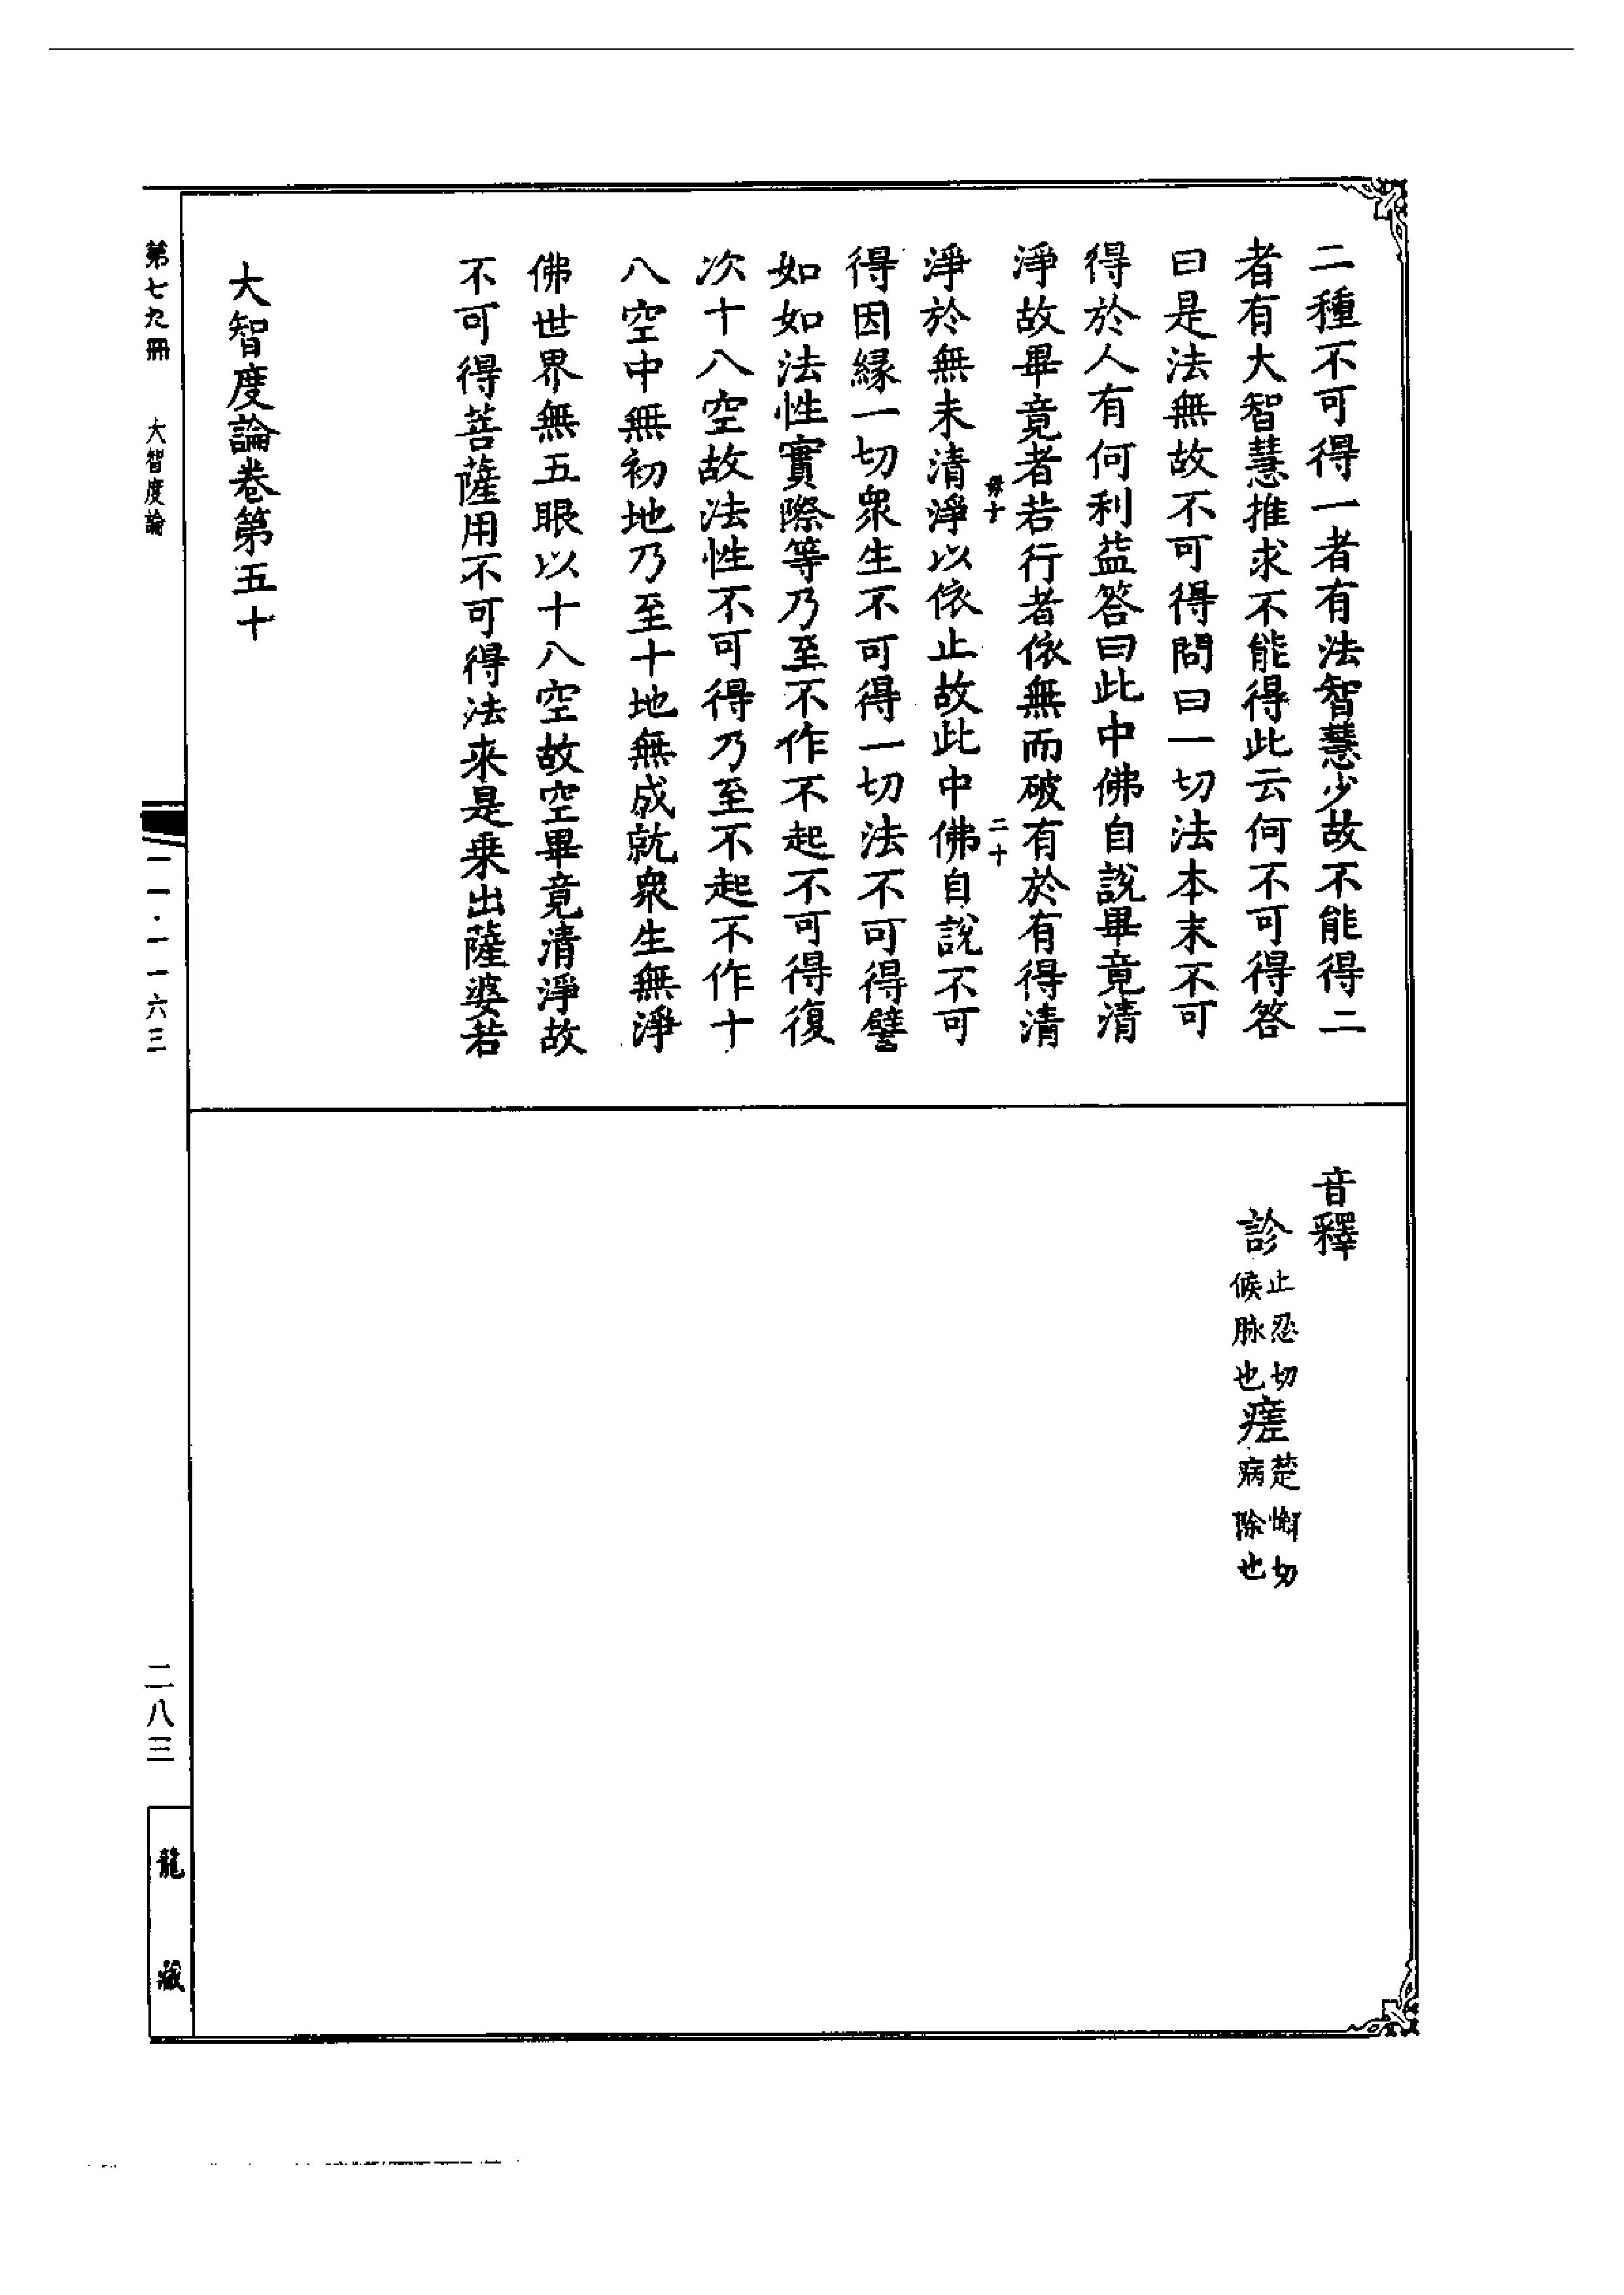 二種不可得一者有法智慧少故不能得二
者有大智慧推求不能得此云何不可得答
曰是法無故不可得問曰一切法本末不可
得於人有何利益答曰此中佛自說畢竟清
淨故畢竟者若行者依無而破有於有得清
毋十 二十
淨於無未清淨以依止故此中佛自說不可
得因緣一切眾生不可得一切法不可得譬
如如法性實際等乃至不作不起不可得復
次十八空故法性不可得乃至不起不作十
八空中無初地乃至十地無成就眾生無淨
佛世界無五眼以十八空故空畢竟清淨故
不可得菩薩用不可得法來是乘出薩婆若
大智度論卷第五十
音釋
診止忍切候脉也瘥楚懈切病除也
第七九冊 大智度論 一一·一一六三 二八三 龍藏